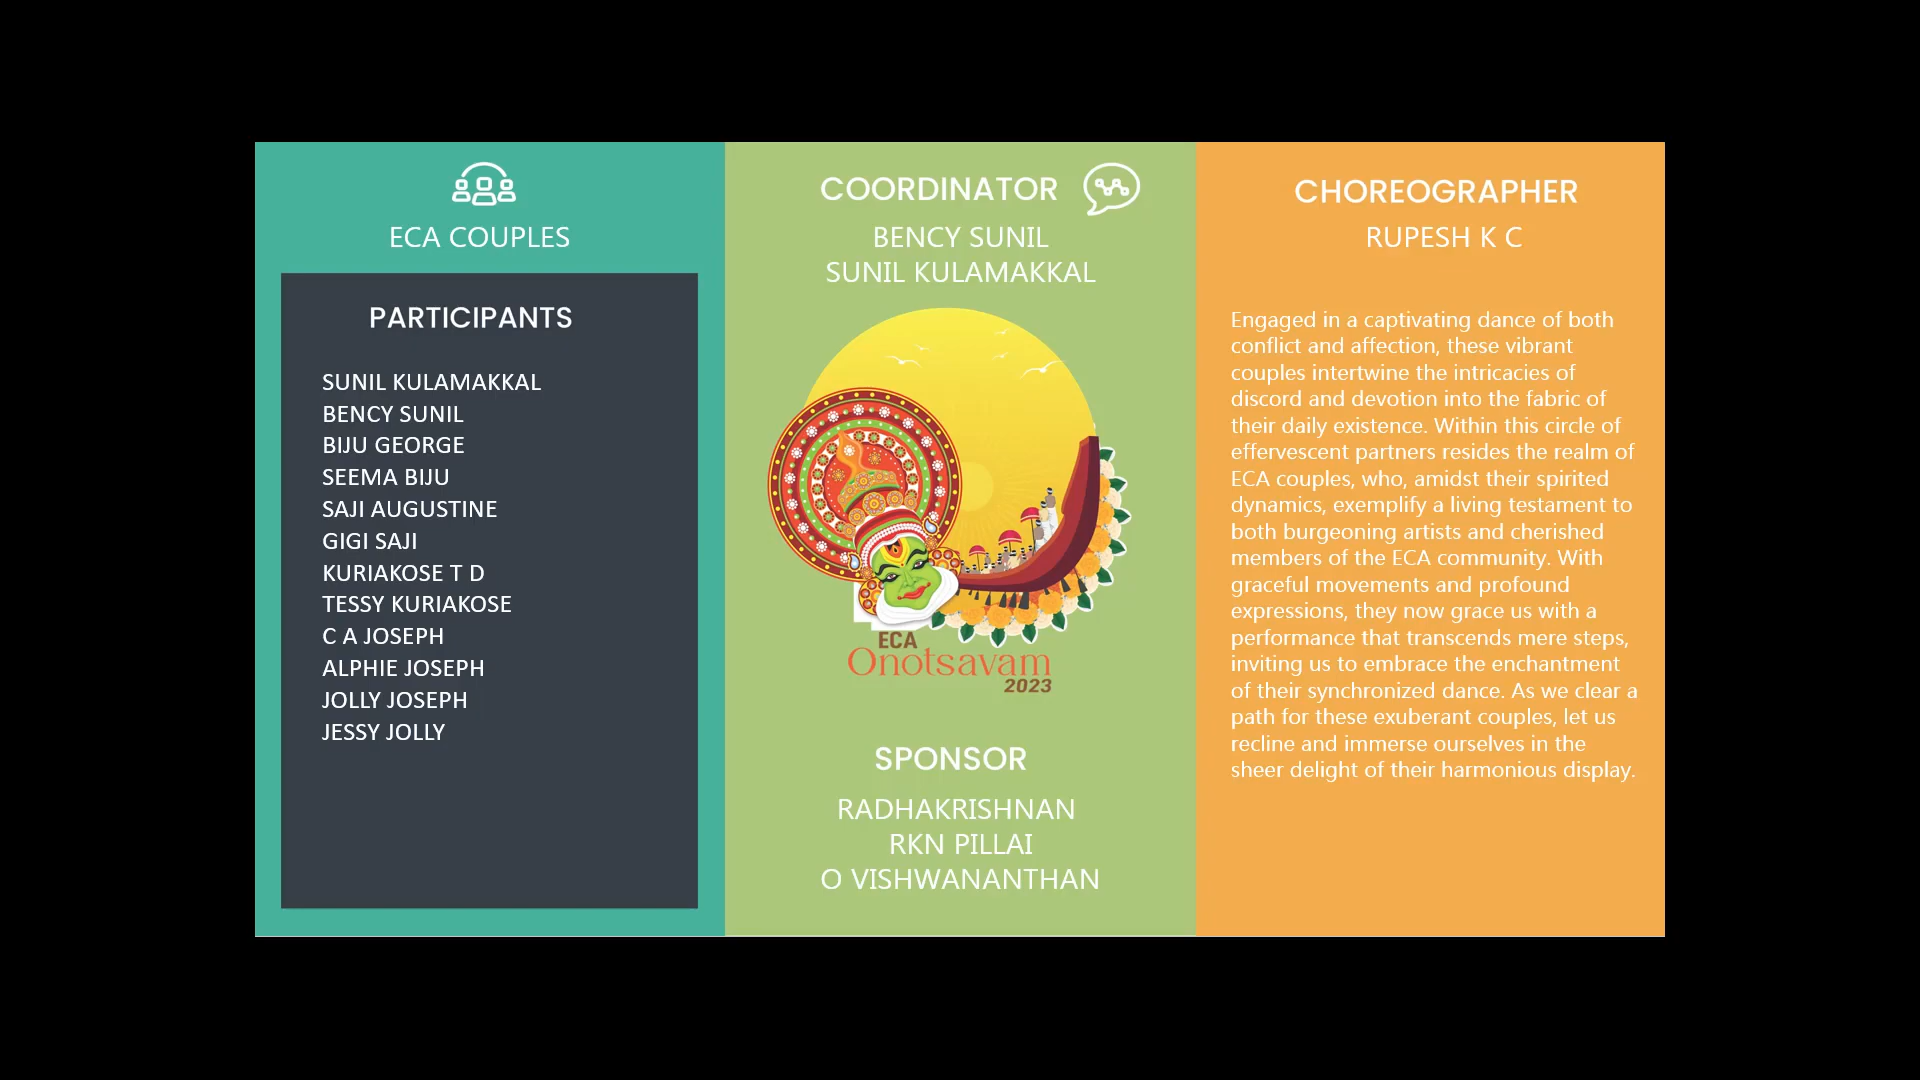 ECA COUPLES
PARTICIPANTS
SUNIL KULAMAKKAL
BENCY SUNIL
BIJU GEORGE
SEEMA BIJU
SAJI AUGUSTINE
GIGI SAJI
KURIAKOSE T D
TESSY KURIAKOSE
C A JOSEPH
ALPHIE JOSEPH
JOLLY JOSEPH
JESSY JOLLY
COORDINATOR
BENCY SUNIL
SUNIL KULAMAKKAL
ECA
Onotsavam
2023
SPONSOR
RADHAKRISHNAN
RKN PILLAI
O VISHWANANTHAN
CHOREOGRAPHER
RUPESH K C
Engaged in a captivating dance of both
conflict and affection, these vibrant
couples intertwine the intricacies of
discord and devotion into the fabric of
their daily existence. Within this circle of
effervescent partners resides the realm of
ECA couples, who, amidst their spirited
dynamics, exemplify a living testament to
both burgeoning artists and cherished
members of the ECA community. With
graceful movements and profound
expressions, they now grace us with a
performance that transcends mere steps,
inviting us to embrace the enchantment
of their synchronized dance. As we clear a
path for these exuberant couples, let us
recline and immerse ourselves in the
sheer delight of their harmonious display.